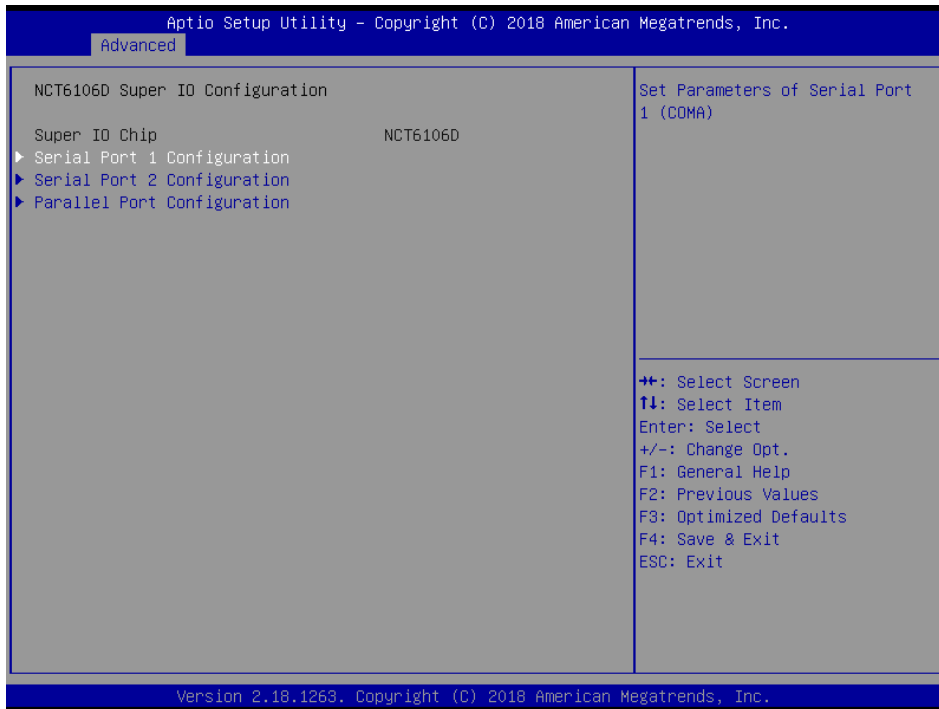 Aptio Setup Utility – Copyright (C) 2018 American Megatrends, Inc.
Advanced
NCT6106D Super IO Configuration
Super IO Chip NCT6106D
▶ Serial Port 1 Configuration
▶ Serial Port 2 Configuration
▶ Parallel Port Configuration
Set Parameters of Serial Port
1 (COMA)
→←: Select Screen
↑↓: Select Item
Enter: Select
+/-: Change Opt.
F1: General Help
F2: Previous Values
F3: Optimized Defaults
F4: Save & Exit
ESC: Exit
Version 2.18.1263. Copyright (C) 2018 American Megatrends, Inc.